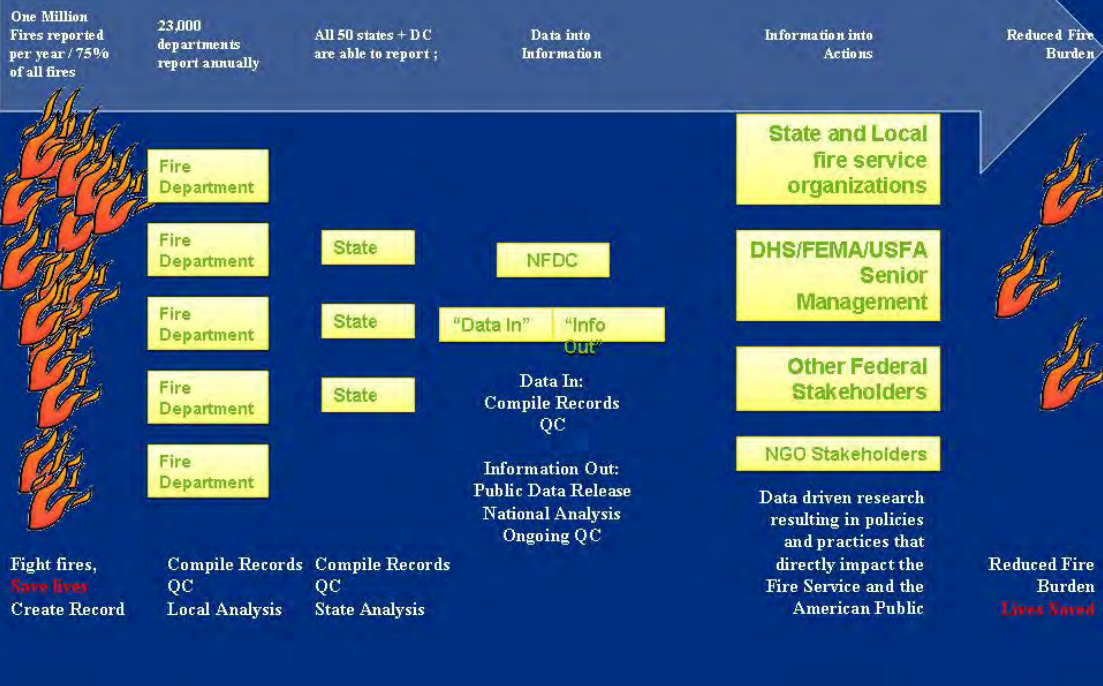 One Million
Fires reported
per year / 75%
of all fires
23,000
departments
report annually
All 50 states + DC
are able to report ;
Data into
Information
Information into
Actions
Reduced Fire
Burden
Fire
Department
Fire
Department
Fire
Department
Fire
Department
Fire
Department
State
State
State
NFDC
“Data In”
“Info
Out”
Data In:
Compile Records
QC
Information Out:
Public Data Release
National Analysis
Ongoing QC
State and Local
fire service
organizations
DHS/FEMA/USFA
Senior
Management
Other Federal
Stakeholders
NGO Stakeholders
Data driven research
resulting in policies
and practices that
directly impact the
Fire Service and the
American Public
Fight fires,
Save lives
Create Record
Compile Records
QC
Local Analysis
Compile Records
QC
State Analysis
Reduced Fire
Burden
Lives Saved